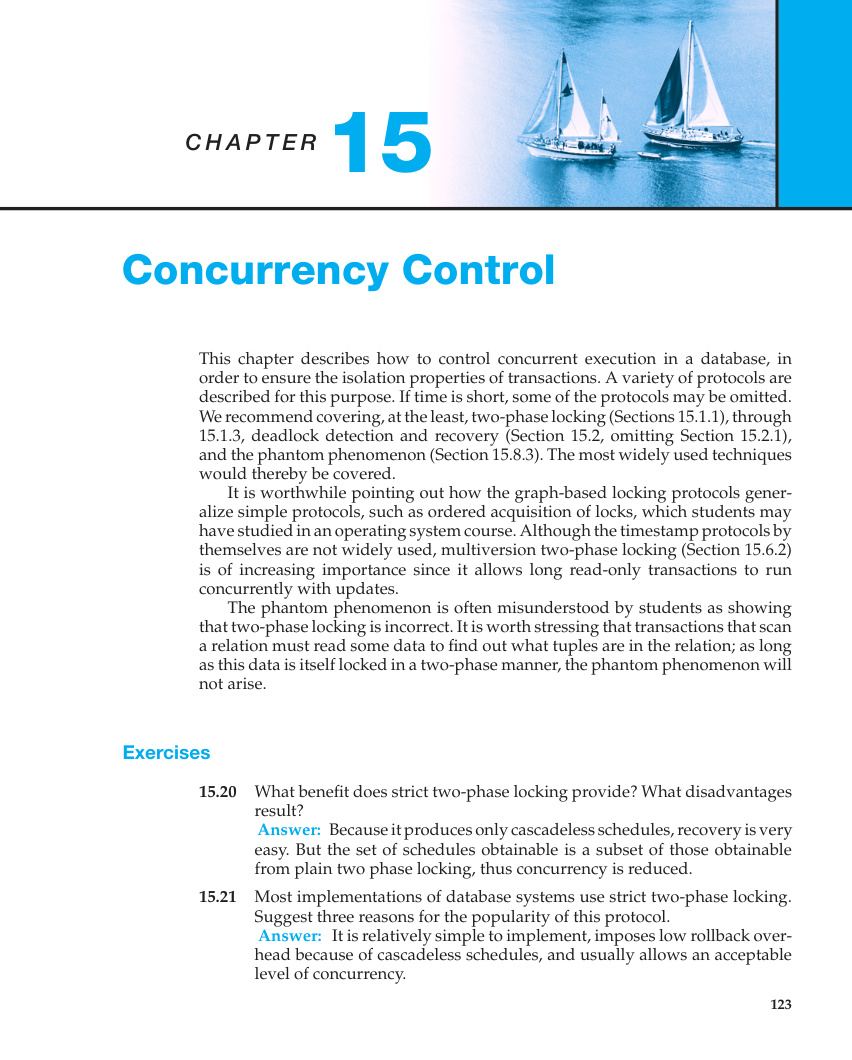 CHAPTER 15
Concurrency Control
This chapter describes how to control concurrent execution in a database, in
order to ensure the isolation properties of transactions. A variety of protocols are
described for this purpose. If time is short, some of the protocols may be omitted.
We recommend covering, at the least, two-phase locking (Sections 15.1.1), through
15.1.3, deadlock detection and recovery (Section 15.2, omitting Section 15.2.1),
and the phantom phenomenon (Section 15.8.3). The most widely used techniques
would thereby be covered.
It is worthwhile pointing out how the graph-based locking protocols gener-
alize simple protocols, such as ordered acquisition of locks, which students may
have studied in an operating system course. Although the timestamp protocols by
themselves are not widely used, multiversion two-phase locking (Section 15.6.2)
is of increasing importance since it allows long read-only transactions to run
concurrently with updates.
The phantom phenomenon is often misunderstood by students as showing
that two-phase locking is incorrect. It is worth stressing that transactions that scan
a relation must read some data to find out what tuples are in the relation; as long
as this data is itself locked in a two-phase manner, the phantom phenomenon will
not arise.
Exercises
15.20 What benefit does strict two-phase locking provide? What disadvantages
result?
Answer: Because it produces only cascadeless schedules, recovery is very
easy. But the set of schedules obtainable is a subset of those obtainable
from plain two phase locking, thus concurrency is reduced.
15.21 Most implementations of database systems use strict two-phase locking.
Suggest three reasons for the popularity of this protocol.
Answer: It is relatively simple to implement, imposes low rollback over-
head because of cascadeless schedules, and usually allows an acceptable
level of concurrency.
123